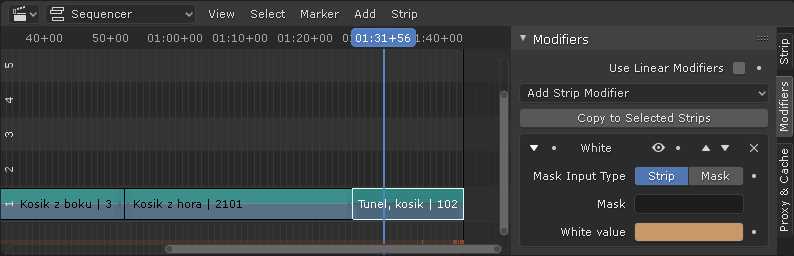 Sequencer View Select Marker Add Strip
40+00 50+00 01:00+00 01:10+00 01:20+00 01:31+56 1:40+00
5
4
3
2
1 Kosik z boku | 3 Kosik z hora | 2101 Tunel, kosik | 102
Modifiers
Use Linear Modifiers
Add Strip Modifier
Copy to Selected Strips
White
Mask Input Type Strip Mask
Mask
White value
Strip
Modifiers
Proxy & Cache